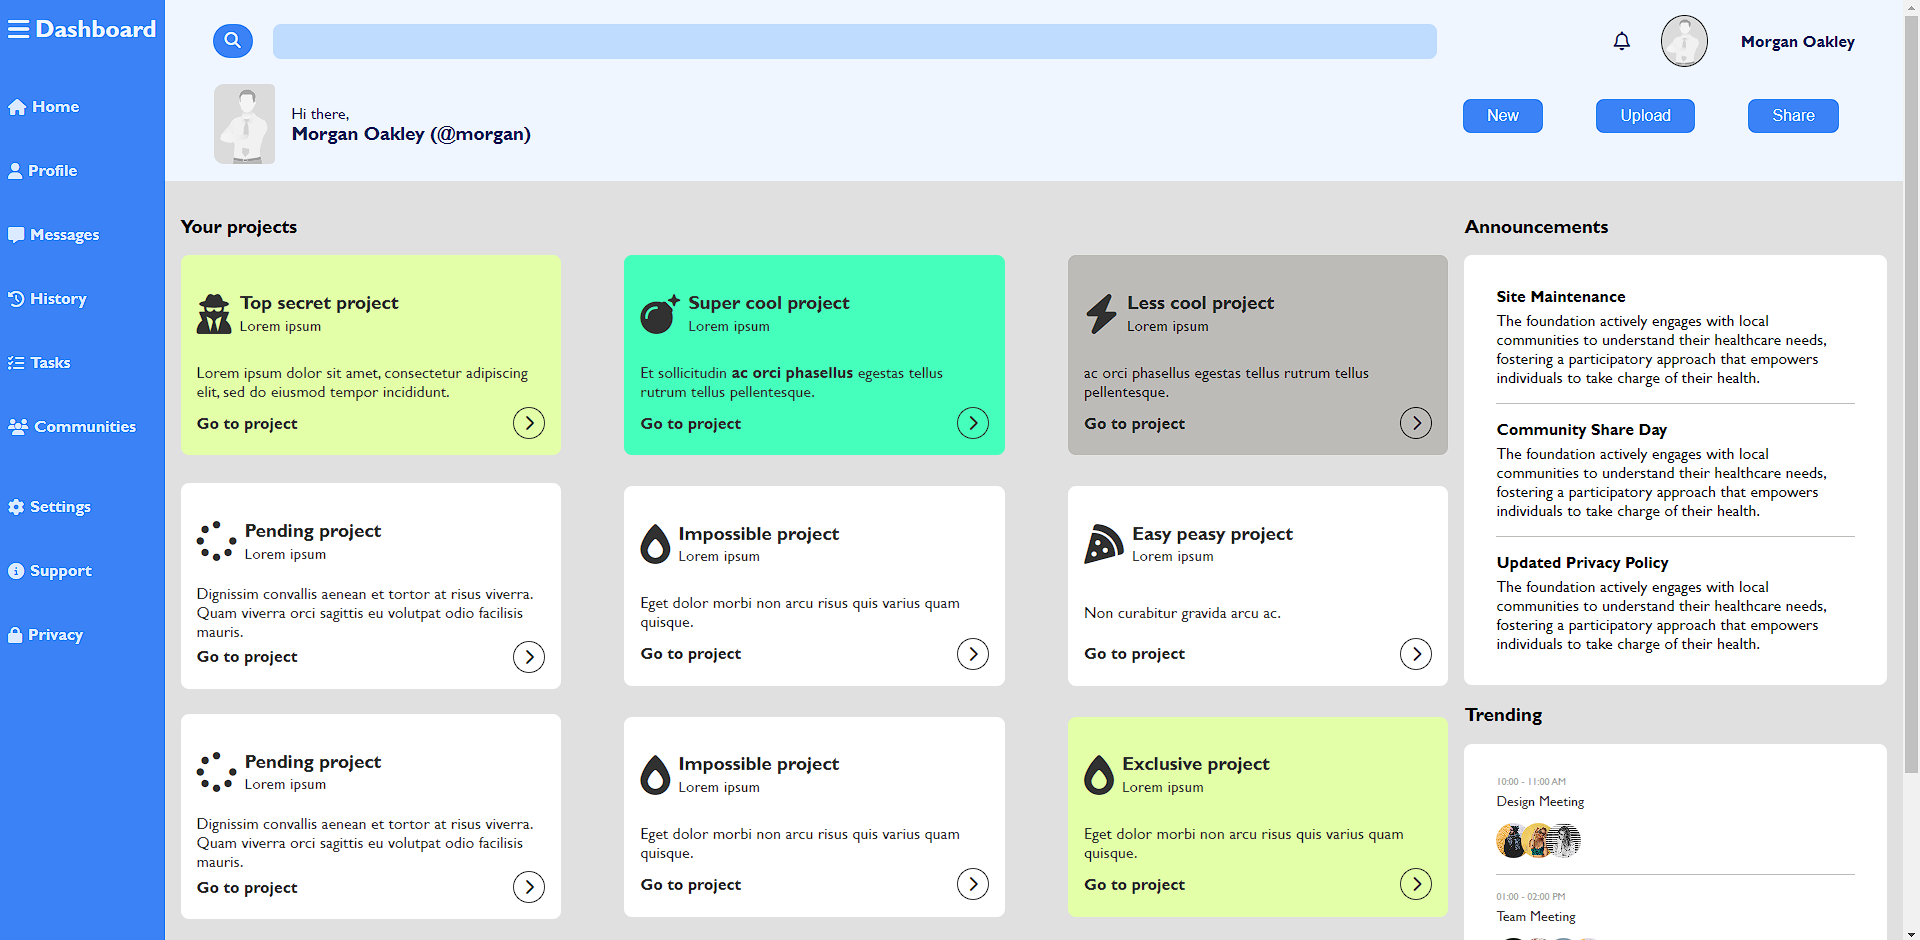 Dashboard
Home
Profile
Messages
History
Tasks
Communities
Settings
Support
Privacy
Morgan Oakley
Hi there,
Morgan Oakley (@morgan)
New
Upload
Share
Your projects
Top secret project
Lorem ipsum
Lorem ipsum dolor sit amet, consectetur adipiscing
elit, sed do eiusmod tempor incididunt.
Go to project
Super cool project
Lorem ipsum
Et sollicitudin ac orci phasellus egestas tellus
rutrum tellus pellentesque.
Go to project
Less cool project
Lorem ipsum
ac orci phasellus egestas tellus rutrum tellus
pellentesque.
Go to project
Pending project
Lorem ipsum
Dignissim convallis aenean et tortor at risus viverra.
Quam viverra orci sagittis eu volutpat odio facilisis
mauris.
Go to project
Impossible project
Lorem ipsum
Eget dolor morbi non arcu risus quis varius quam
quisque.
Go to project
Easy peasy project
Lorem ipsum
Non curabitur gravida arcu ac.
Go to project
Pending project
Lorem ipsum
Dignissim convallis aenean et tortor at risus viverra.
Quam viverra orci sagittis eu volutpat odio facilisis
mauris.
Go to project
Impossible project
Lorem ipsum
Eget dolor morbi non arcu risus quis varius quam
quisque.
Go to project
Exclusive project
Lorem ipsum
Eget dolor morbi non arcu risus quis varius quam
quisque.
Go to project
Announcements
Site Maintenance
The foundation actively engages with local
communities to understand their healthcare needs,
fostering a participatory approach that empowers
individuals to take charge of their health.
Community Share Day
The foundation actively engages with local
communities to understand their healthcare needs,
fostering a participatory approach that empowers
individuals to take charge of their health.
Updated Privacy Policy
The foundation actively engages with local
communities to understand their healthcare needs,
fostering a participatory approach that empowers
individuals to take charge of their health.
Trending
10:00 - 11:00 AM
Design Meeting
01:00 - 02:00 PM
Team Meeting